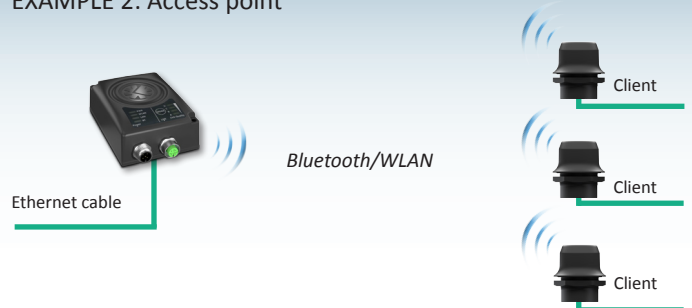 EXAMPLE 2: Access point
Client
Bluetooth/WLAN
Client
Ethernet cable
Client